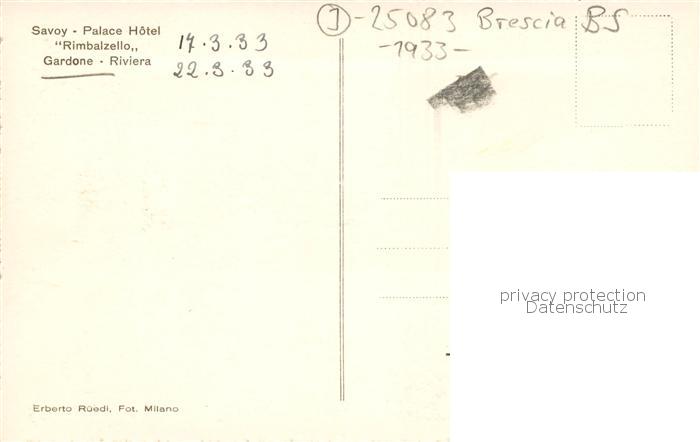 Savoy - Palace Hôtel
"Rimbalzello,,
Gardone - Riviera
17.3.33
22.3.33
(I) - 25083 Brescia BS
- 1933 -
privacy protection
Datenschutz
Erberto Rüedi, Fot. Milano